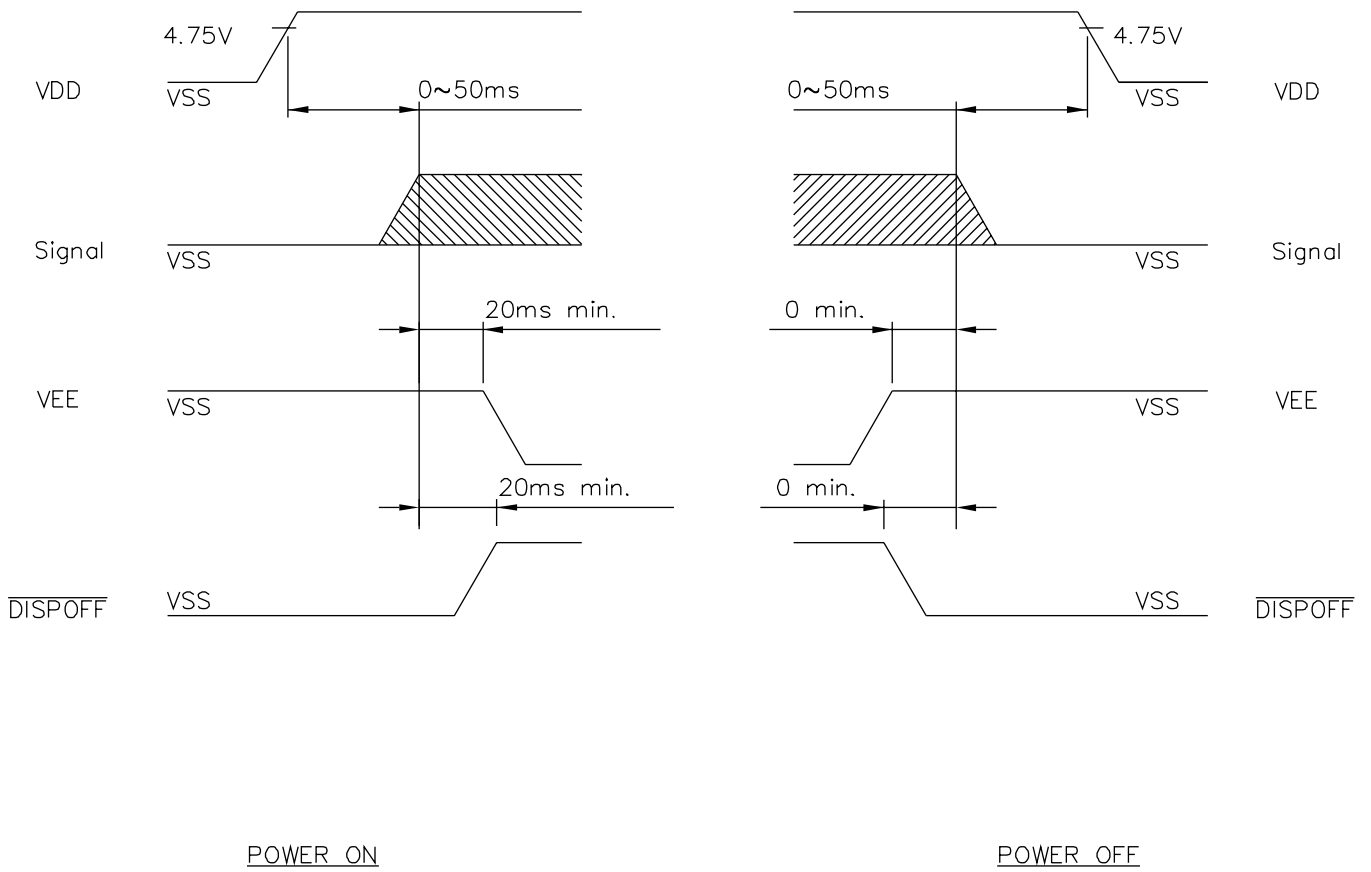 4.75V 4.75V
VDD VSS 0~50ms 0~50ms VSS VDD
Signal VSS VSS Signal
20ms min. 0 min.
VEE VSS VSS VEE
20ms min. 0 min.
DISPOFF VSS VSS DISPOFF
POWER ON POWER OFF